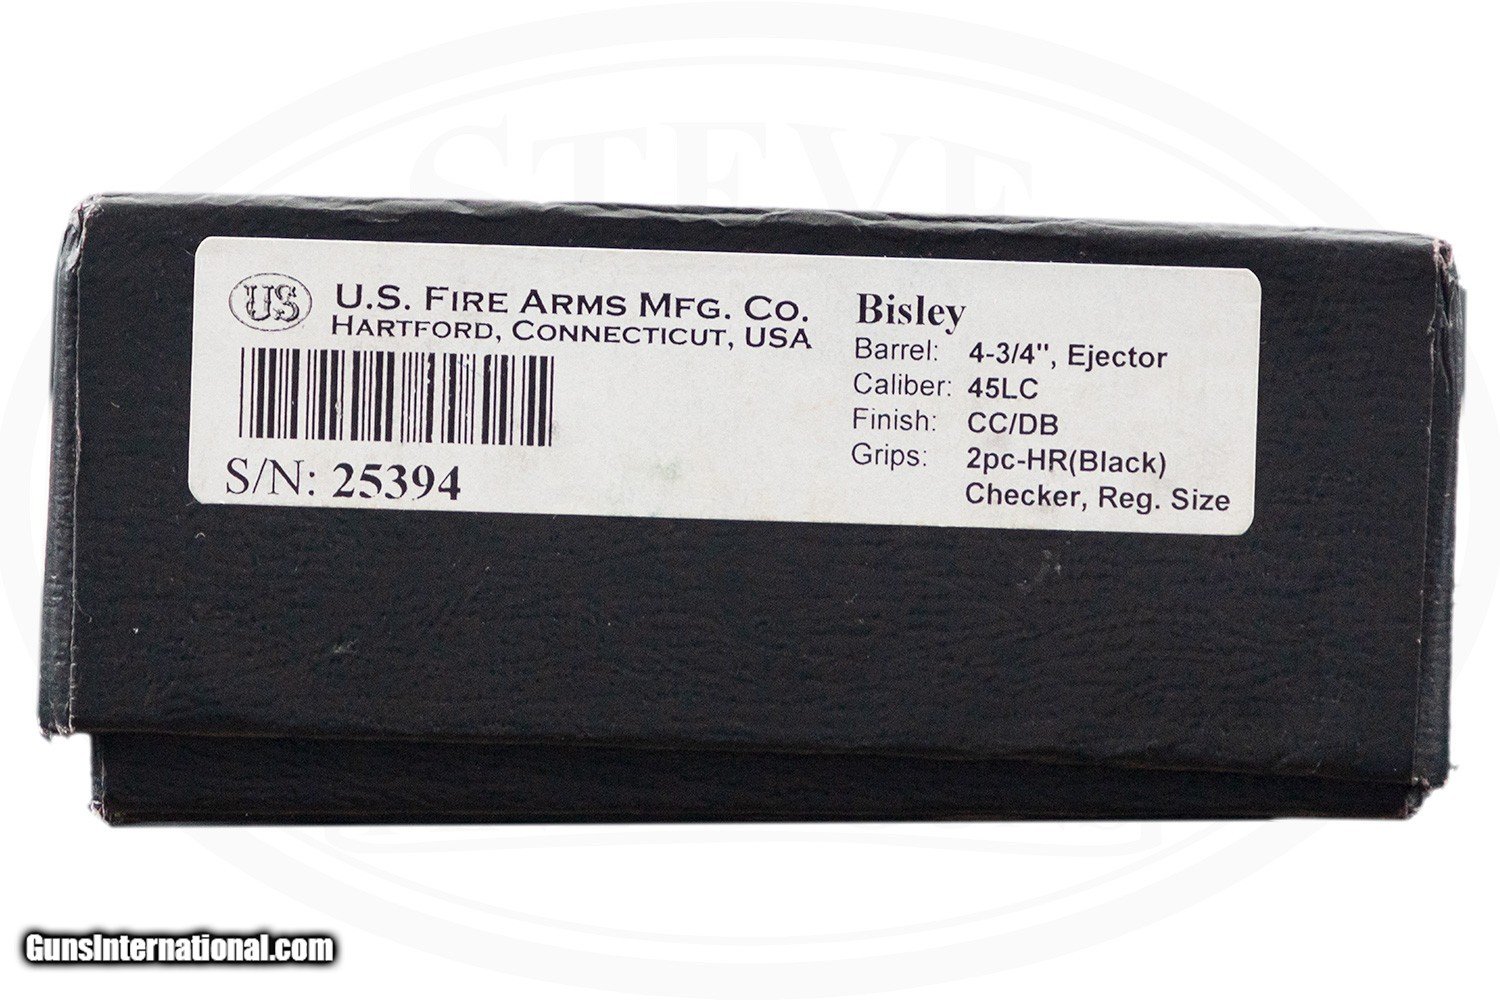 STEVE
US
U.S. FIRE ARMS MFG. CO.
HARTFORD, CONNECTICUT, USA
S/N: 25394
Bisley
Barrel: 4-3/4", Ejector
Caliber: 45LC
Finish: CC/DB
Grips: 2pc-HR(Black)
Checker, Reg. Size
GunsInternational.com